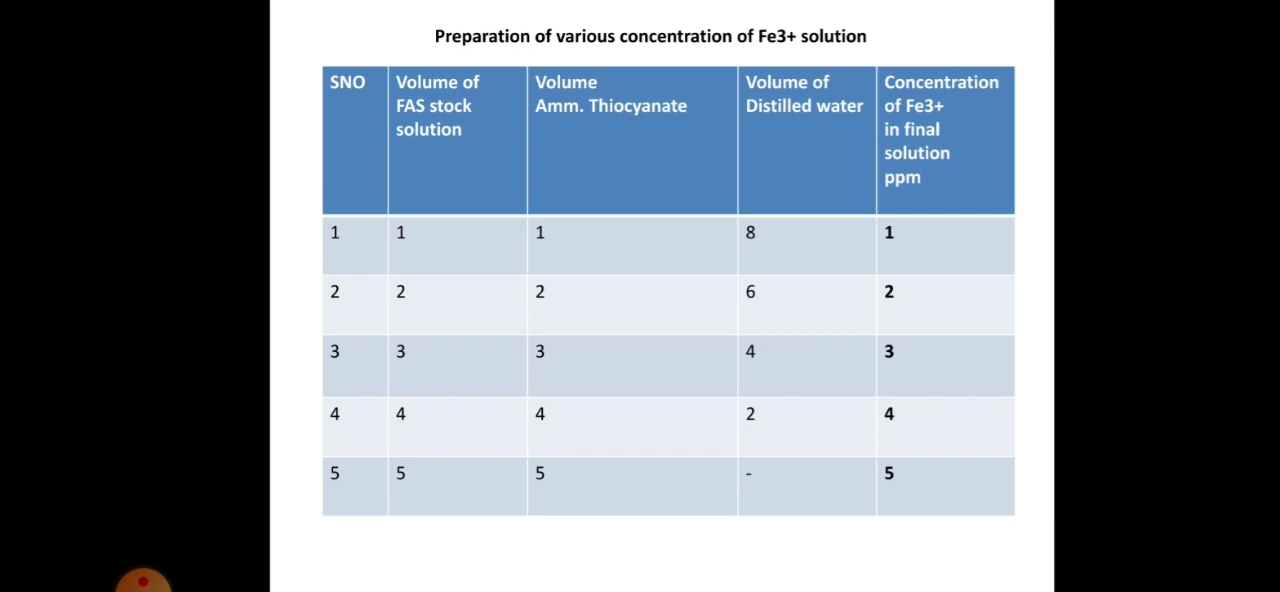 Preparation of various concentration of Fe3+ solution
SNO
Volume of
FAS stock
solution
Volume
Amm. Thiocyanate
Volume of
Distilled water
Concentration
of Fe3+
in final
solution
ppm
1 1 1 8 1
2 2 2 6 2
3 3 3 4 3
4 4 4 2 4
5 5 5 - 5